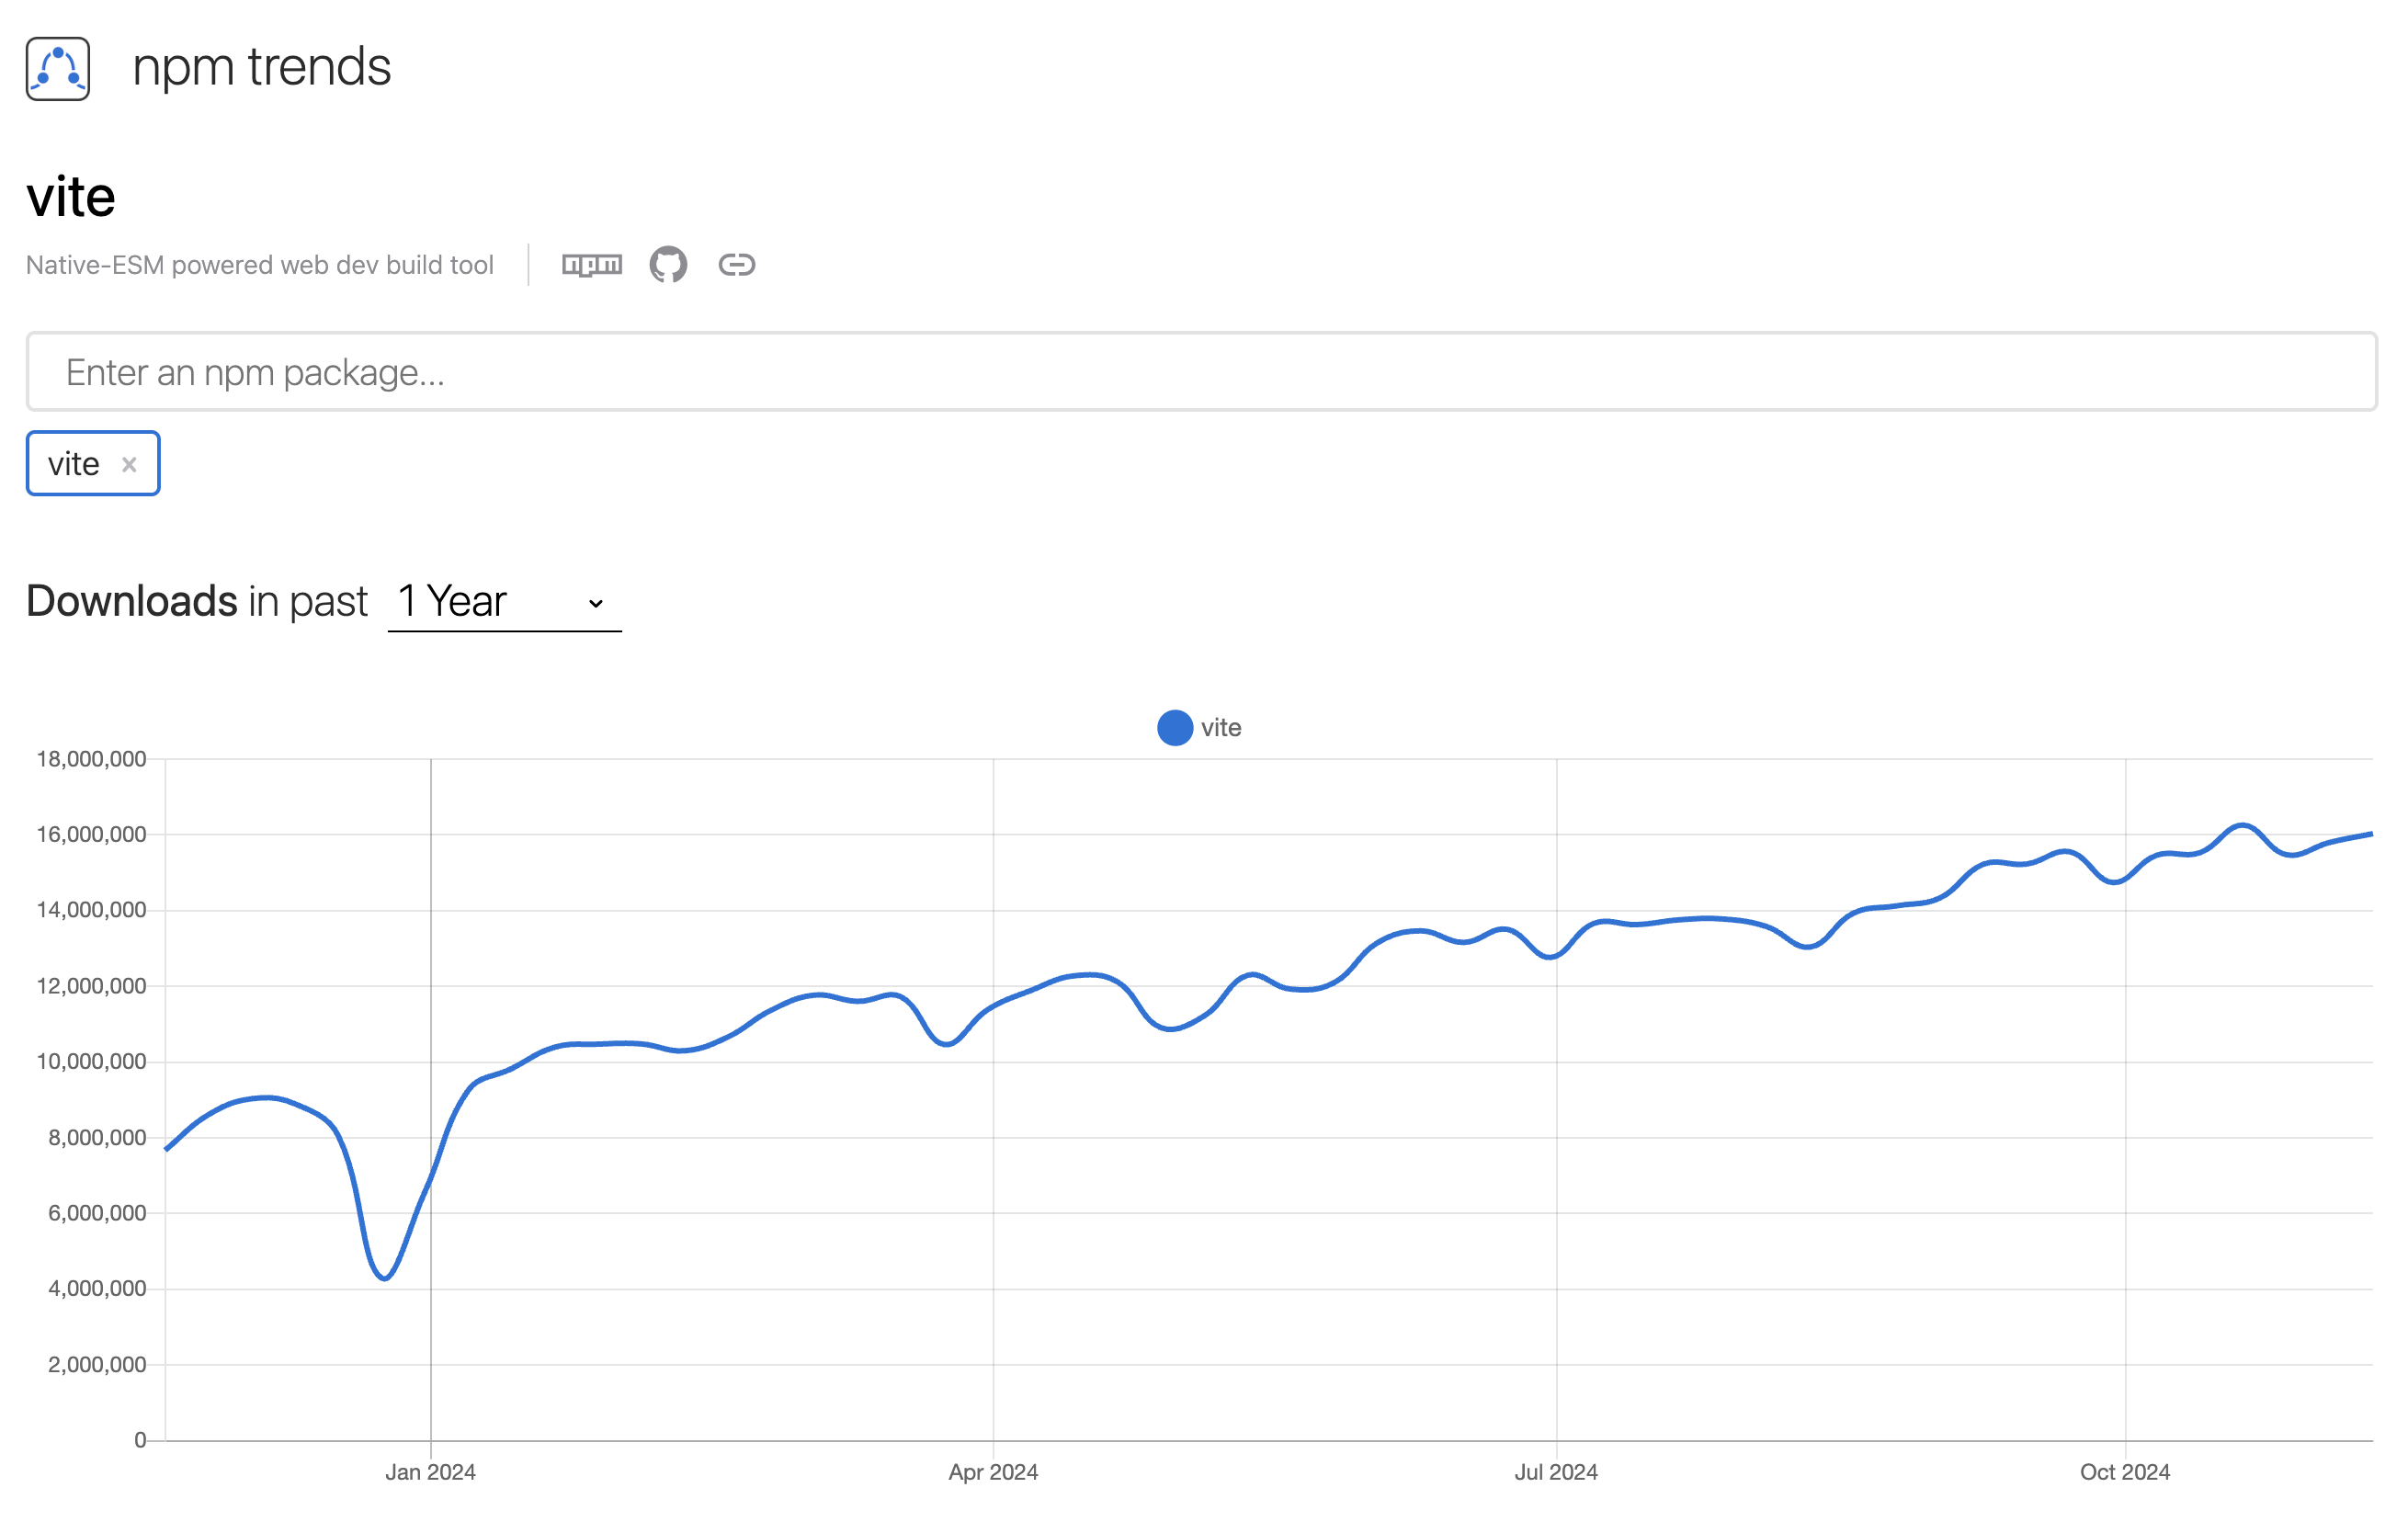 npm trends
vite
Native-ESM powered web dev build tool
npm
Enter an npm package...
vite ×
Downloads in past 1 Year
vite
18,000,000
16,000,000
14,000,000
12,000,000
10,000,000
8,000,000
6,000,000
4,000,000
2,000,000
0
Jan 2024 Apr 2024 Jul 2024 Oct 2024